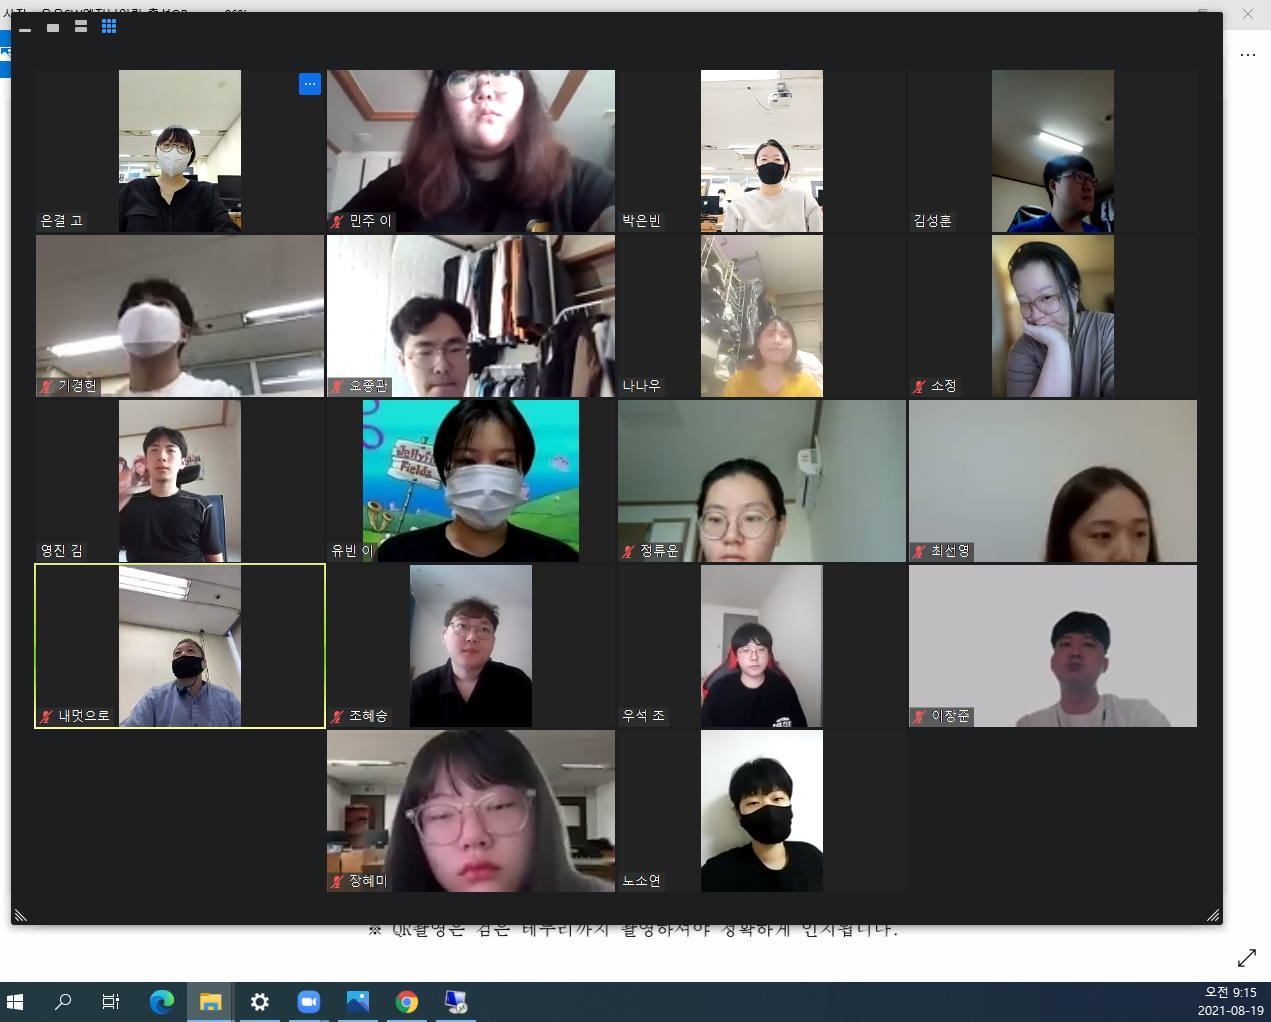 은결 고
민주 이
박은빈
김성훈
기경헌
오종관
나나우
소정
영진 김
Jellyfi
Fields
유빈 이
정류운
최선영
내멋으로
조혜승
우석 조
이창준
장혜미
노소연
※ QR촬영은 검은 테두리까지 촬영하셔야 정확하게 인식됩니다.
오전 9:15
2021-08-19